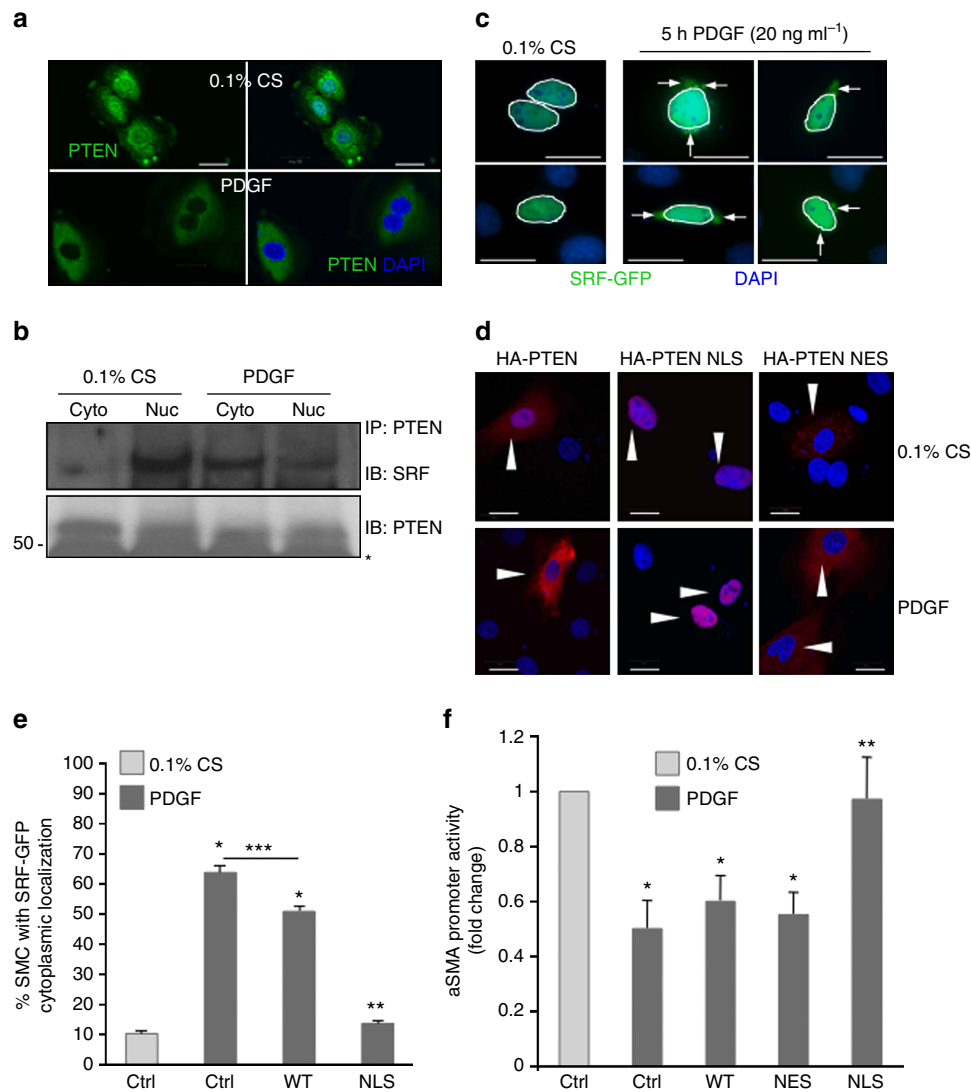 a
0.1% CS
PTEN
PDGF
PTEN DAPI
b
0.1% CS PDGF
Cyto Nuc Cyto Nuc
IP: PTEN
IB: SRF
IB: PTEN
50 -
*
c
0.1% CS
5 h PDGF (20 ng ml⁻¹)
SRF-GFP DAPI
d
HA-PTEN HA-PTEN NLS HA-PTEN NES
0.1% CS
PDGF
e
0.1% CS
PDGF
% SMC with SRF-GFP
cytoplasmic localization
100
90
80
70
60
50
40
30
20
10
0
* *** * **
Ctrl Ctrl WT NLS
f
0.1% CS
PDGF
aSMA promoter activity
(fold change)
1.2
1
0.8
0.6
0.4
0.2
0
* * * **
Ctrl Ctrl WT NES NLS